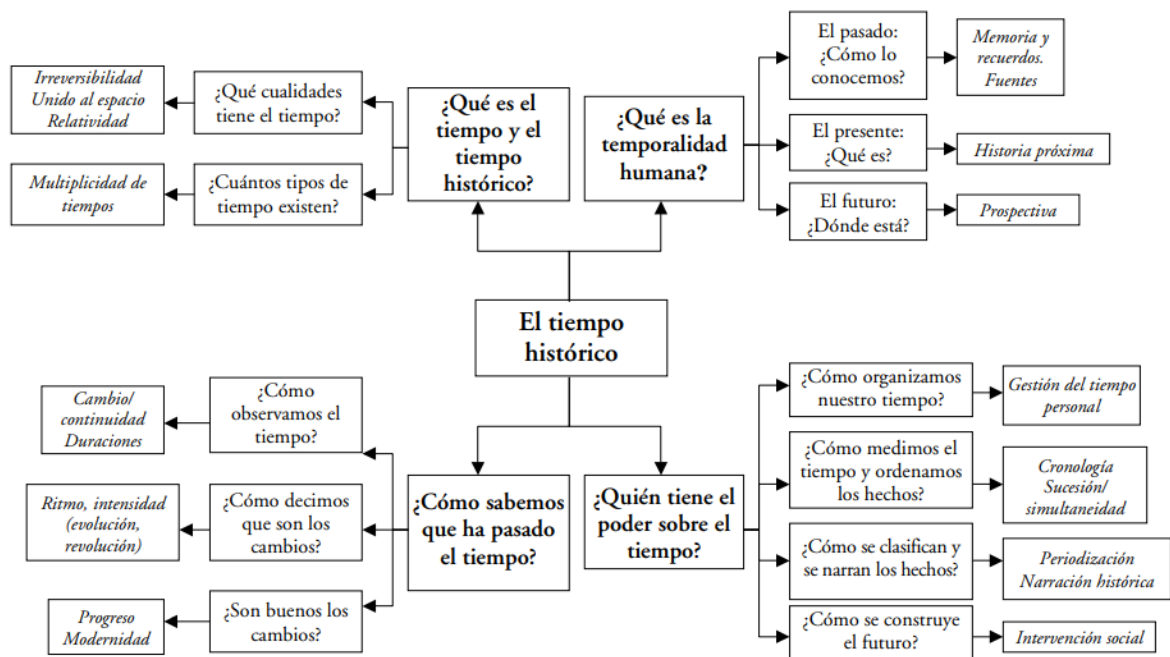 Irreversibilidad
Unido al espacio
Relatividad
¿Qué cualidades
tiene el tiempo?
Multiplicidad de
tiempos
¿Cuántos tipos de
tiempo existen?
¿Qué es el
tiempo y el
tiempo
histórico?
¿Qué es la
temporalidad
humana?
El pasado:
¿Cómo lo
conocemos?
Memoria y
recuerdos.
Fuentes
El presente:
¿Qué es?
Historia próxima
El futuro:
¿Dónde está?
Prospectiva
El tiempo
histórico
Cambio/
continuidad
Duraciones
¿Cómo
observamos el
tiempo?
Ritmo, intensidad
(evolución,
revolución)
¿Cómo decimos
que son los
cambios?
Progreso
Modernidad
¿Son buenos los
cambios?
¿Cómo sabemos
que ha pasado
el tiempo?
¿Quién tiene el
poder sobre el
tiempo?
¿Cómo organizamos
nuestro tiempo?
Gestión del tiempo
personal
¿Cómo medimos el
tiempo y ordenamos
los hechos?
Cronología
Sucesión/
simultaneidad
¿Cómo se clasifican y
se narran los hechos?
Periodización
Narración histórica
¿Cómo se construye
el futuro?
Intervención social